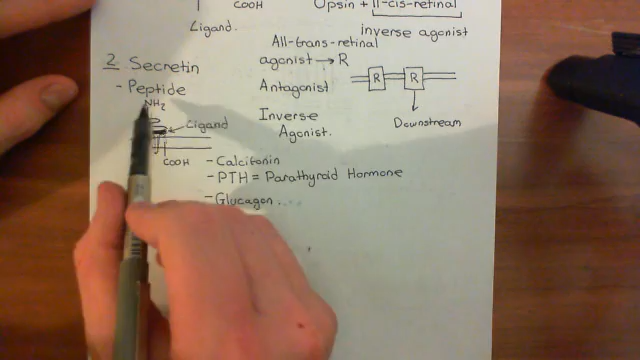 COOH
Opsin + 11-cis-retinal
Ligand.
Inverse agonist
All-trans-retinal
agonist → R
2 Secretin
- Peptide
NH2
Ligand
COOH
Antagonist
Inverse
Agonist.
R R
Downstream
- Calcitonin
- PTH = Parathyroid Hormone
- Glucagon